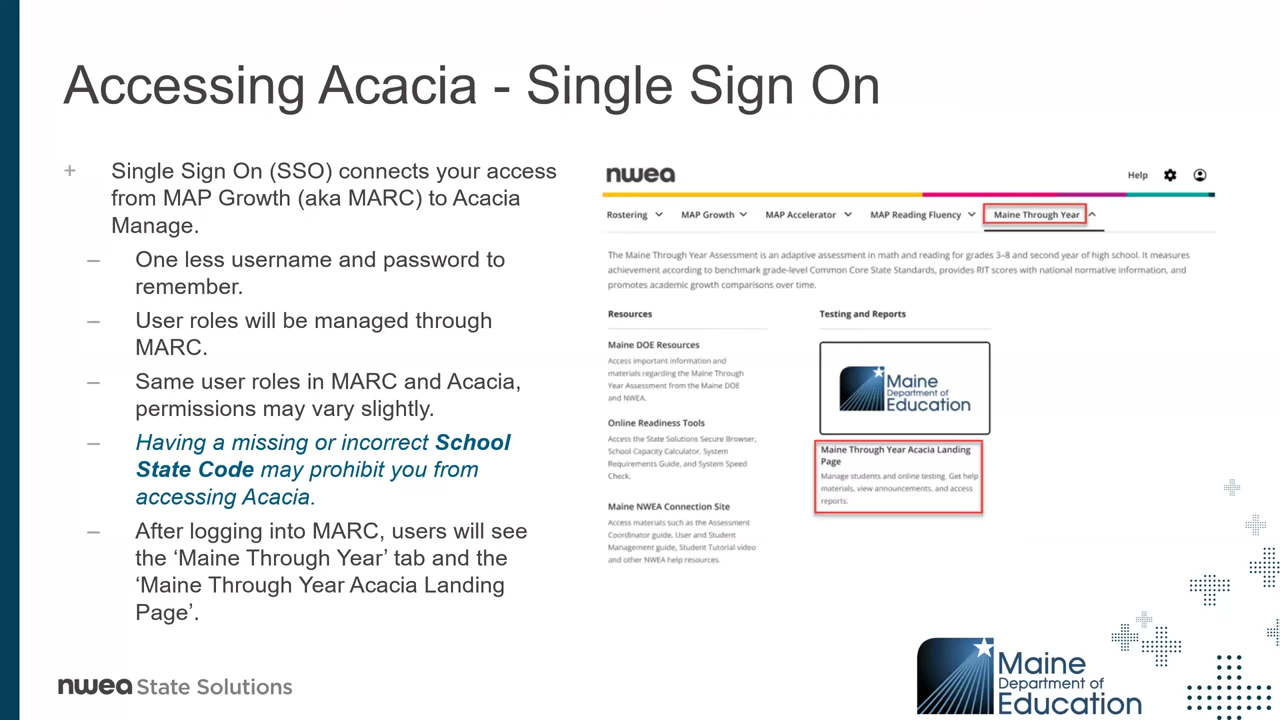 Accessing Acacia - Single Sign On
+ Single Sign On (SSO) connects your access
from MAP Growth (aka MARC) to Acacia
Manage.
– One less username and password to
remember.
– User roles will be managed through
MARC.
– Same user roles in MARC and Acacia,
permissions may vary slightly.
– Having a missing or incorrect School
State Code may prohibit you from
accessing Acacia.
– After logging into MARC, users will see
the ‘Maine Through Year’ tab and the
‘Maine Through Year Acacia Landing
Page’.
nwea
Help
Rostering MAP Growth MAP Accelerator MAP Reading Fluency Maine Through Year
The Maine Through Year Assessment is an adaptive assessment in math and reading for grades 3–8 and second year of high school. It measures
achievement according to benchmark grade-level Common Core State Standards, provides RIT scores with national normative information, and
promotes academic growth comparisons over time.
Resources
Maine DOE Resources
Access important information and
materials regarding the Maine Through
Year Assessment from the Maine DOE
and NWEA.
Online Readiness Tools
Access the State Solutions Secure Browser,
School Capacity Calculator, System
Requirements Guide, and System Speed
Check.
Maine NWEA Connection Site
Access materials such as the Assessment
Coordinator guide, User and Student
Management guide, Student Tutorial video
and other NWEA help resources.
Testing and Reports
Maine
Department of
Education
Maine Through Year Acacia Landing
Page
Manage students and online testing. Get help
materials, view announcements, and access
reports.
nwea State Solutions
Maine
Department of
Education